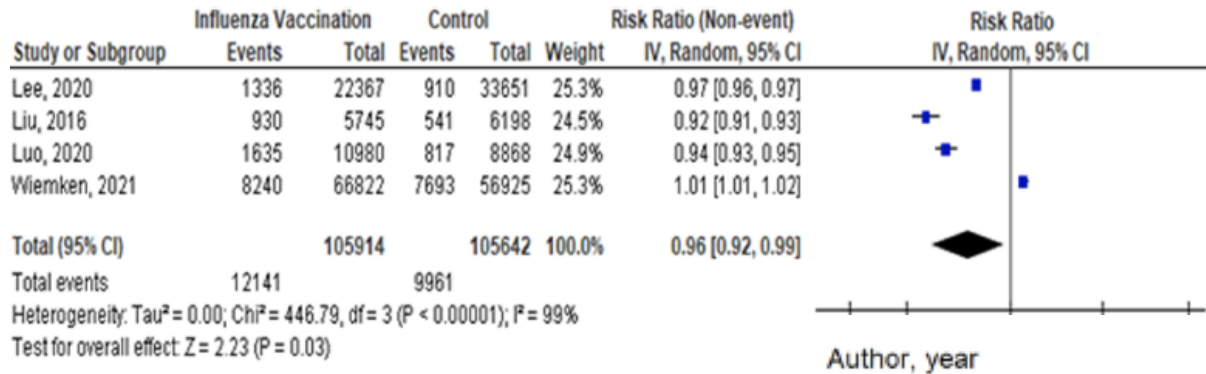 Influenza Vaccination Control Risk Ratio (Non-event) Risk Ratio
Study or Subgroup Events Total Events Total Weight IV, Random, 95% CI IV, Random, 95% CI
Lee, 2020 1336 22367 910 33651 25.3% 0.97 [0.96, 0.97]
Liu, 2016 930 5745 541 6198 24.5% 0.92 [0.91, 0.93]
Luo, 2020 1635 10980 817 8868 24.9% 0.94 [0.93, 0.95]
Wiemken, 2021 8240 66822 7693 56925 25.3% 1.01 [1.01, 1.02]
Total (95% CI) 105914 105642 100.0% 0.96 [0.92, 0.99]
Total events 12141 9961
Heterogeneity: Tau² = 0.00; Chi² = 446.79, df = 3 (P < 0.00001); I² = 99%
Test for overall effect: Z = 2.23 (P = 0.03)
Author, year